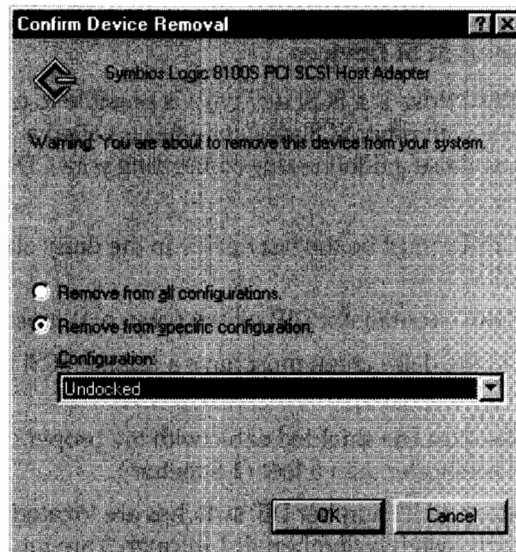 Confirm Device Removal
Symbios Logic 8100S PCI SCSI Host Adapter
Warning: You are about to remove this device from your system.
Remove from all configurations.
Remove from specific configuration.
Configuration:
Undocked
OK
Cancel